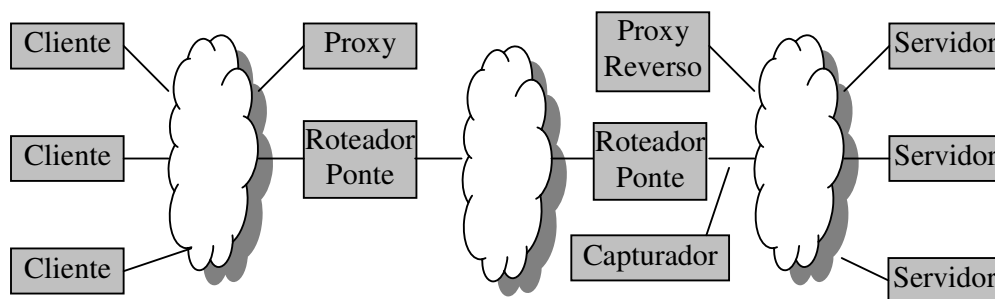 Cliente
Proxy
Proxy
Reverso
Servidor
Cliente
Roteador
Ponte
Roteador
Ponte
Servidor
Cliente
Capturador
Servidor